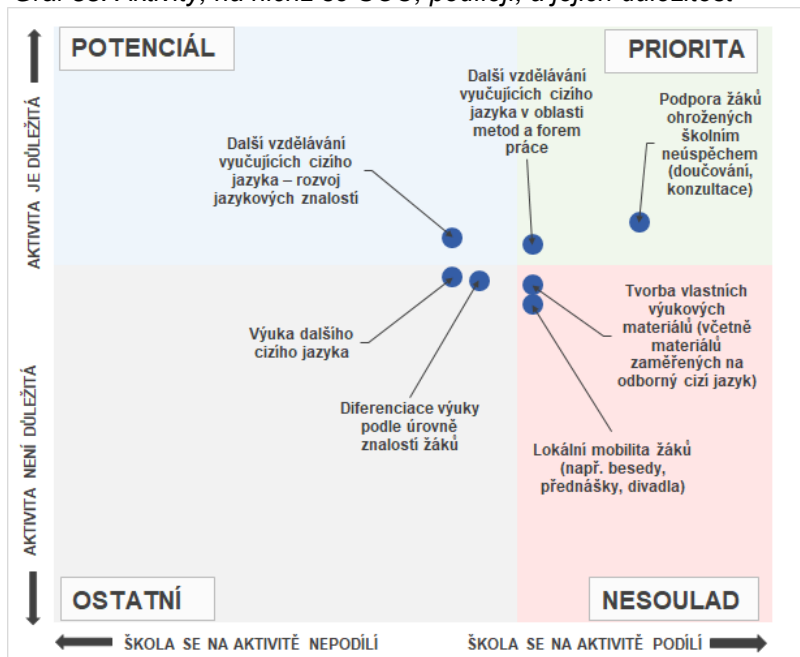 POTENCIÁL
PRIORITA
Další vzdělávání
vyučujících cizího
jazyka v oblasti
metod a forem
práce
Podpora žáků
ohrožených
školním
neúspěchem
(doučování,
konzultace)
Další vzdělávání
vyučujících cizího
jazyka – rozvoj
jazykových znalostí
AKTIVITA JE DŮLEŽITÁ
Výuka dalšího
cizího jazyka
Tvorba vlastních
výukových
materiálů (včetně
materiálů
zaměřených na
odborný cizí jazyk)
Diferenciace výuky
podle úrovně
znalostí žáků
Lokální mobilita žáků
(např. besedy,
přednášky, divadla)
AKTIVITA NENÍ DŮLEŽITÁ
OSTATNÍ
NESOULAD
ŠKOLA SE NA AKTIVITĚ NEPODÍLÍ
ŠKOLA SE NA AKTIVITĚ PODÍLÍ